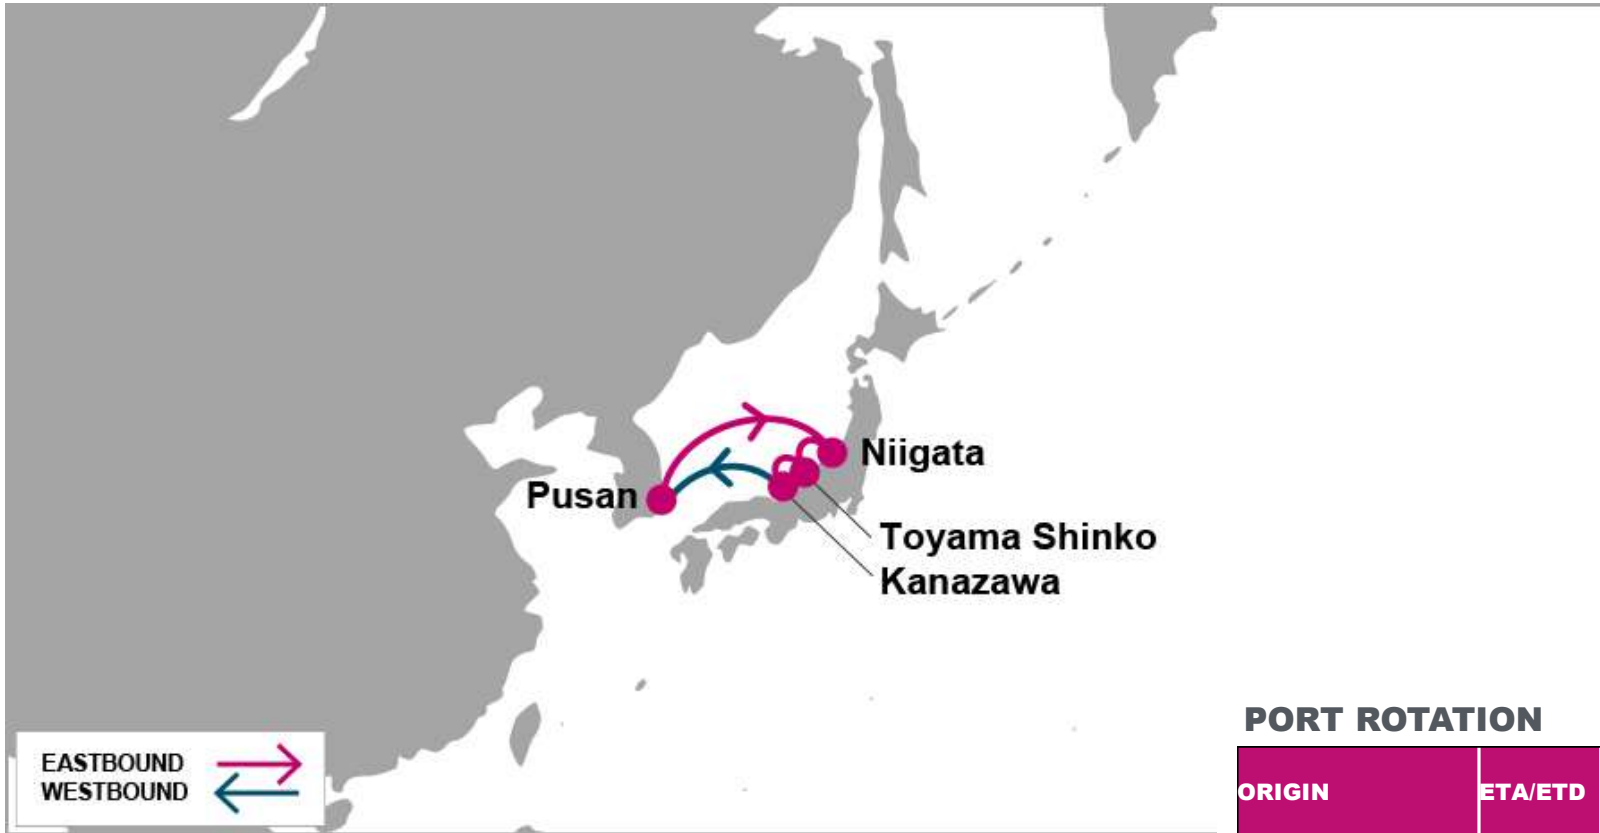 Niigata
Pusan
Toyama Shinko
Kanazawa
PORT ROTATION
EASTBOUND
WESTBOUND
ORIGIN
ETA/ETD